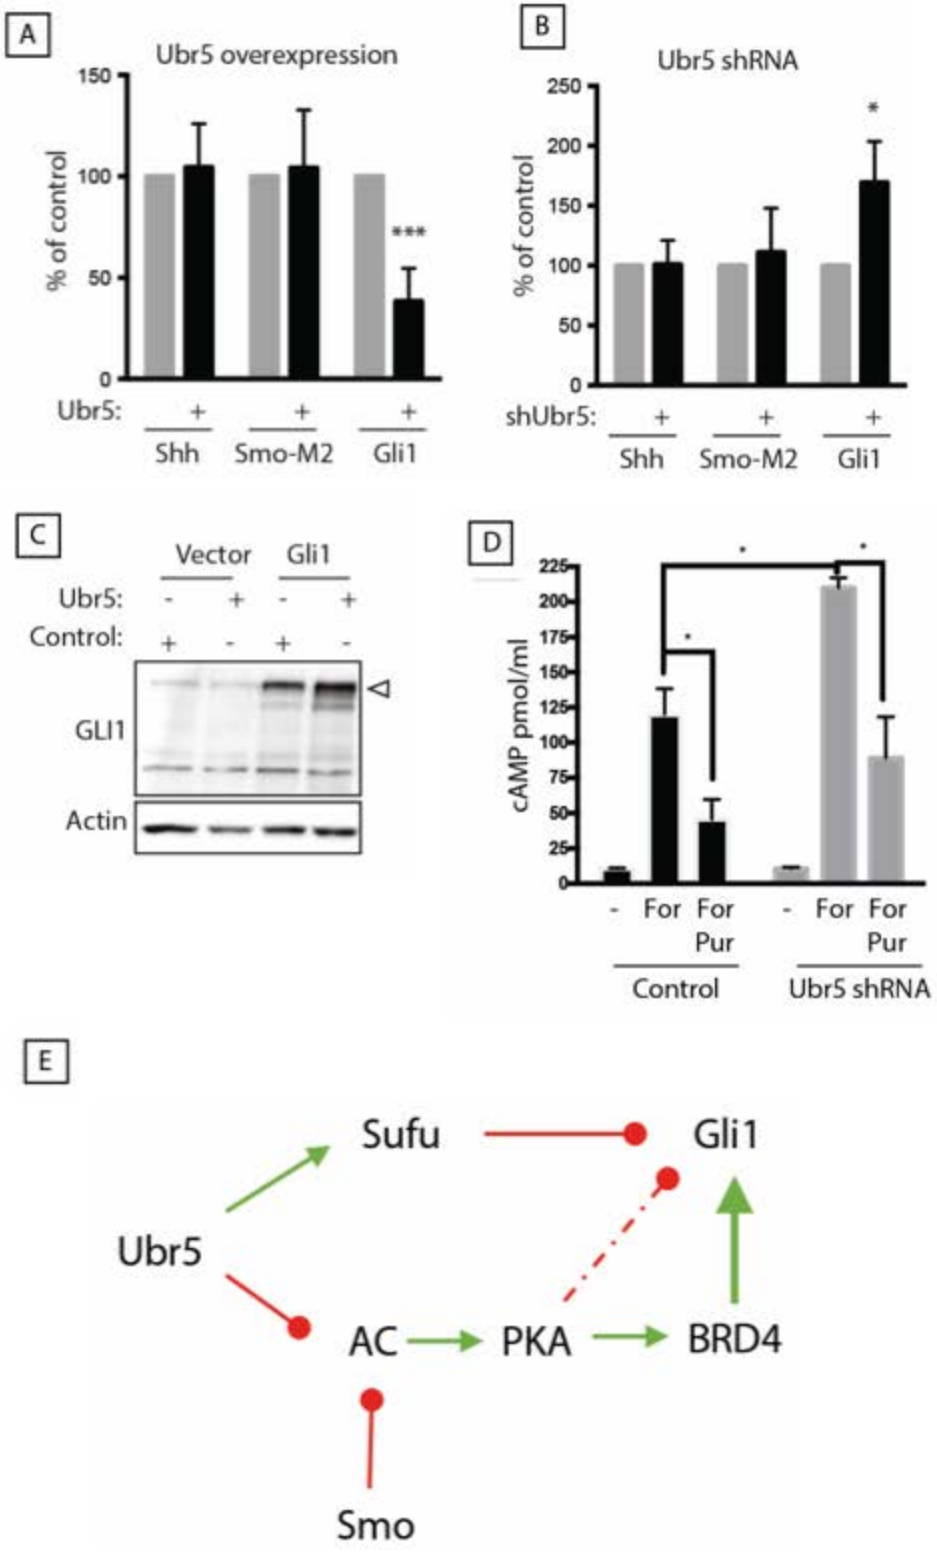 A
Ubr5 overexpression
150
100
50
0
% of control
***
Ubr5: + + +
Shh Smo-M2 Gli1
B
Ubr5 shRNA
250
200
150
100
50
0
% of control
*
shUbr5: + + +
Shh Smo-M2 Gli1
C
Vector Gli1
Ubr5: - + - +
Control: + - + -
GLI1
Actin
D
225
200
175
150
125
100
75
50
25
0
cAMP pmol/ml
* * *
- For For - For For
Pur Pur
Control Ubr5 shRNA
E
Sufu Gli1
Ubr5
AC PKA BRD4
Smo